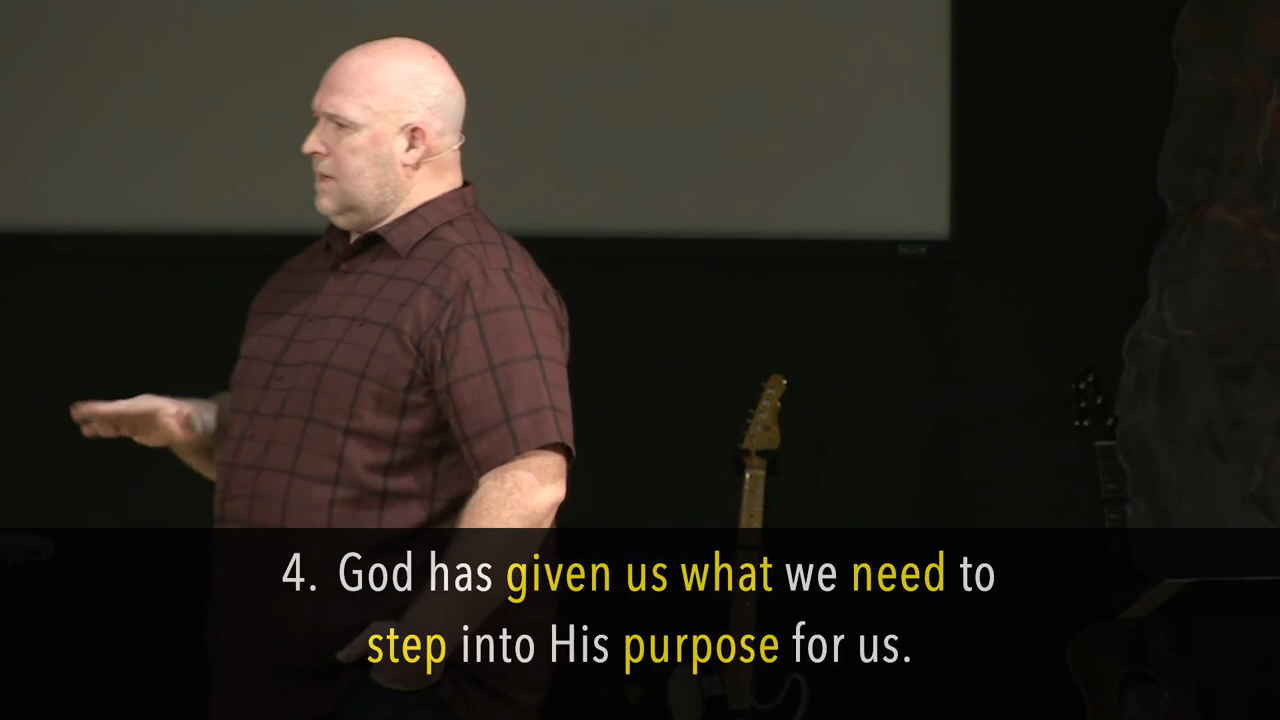 4. God has given us what we need to
step into His purpose for us.